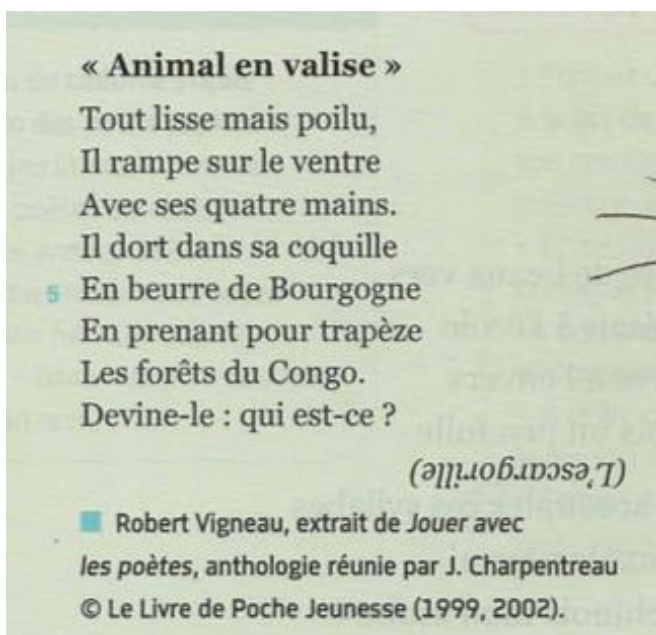 « Animal en valise »
Tout lisse mais poilu,
Il rampe sur le ventre
Avec ses quatre mains.
Il dort dans sa coquille
5 En beurre de Bourgogne
En prenant pour trapèze
Les forêts du Congo.
Devine-le : qui est-ce ?
(L'escargorille)
Robert Vigneau, extrait de Jouer avec
les poètes, anthologie réunie par J. Charpentreau
© Le Livre de Poche Jeunesse (1999, 2002).